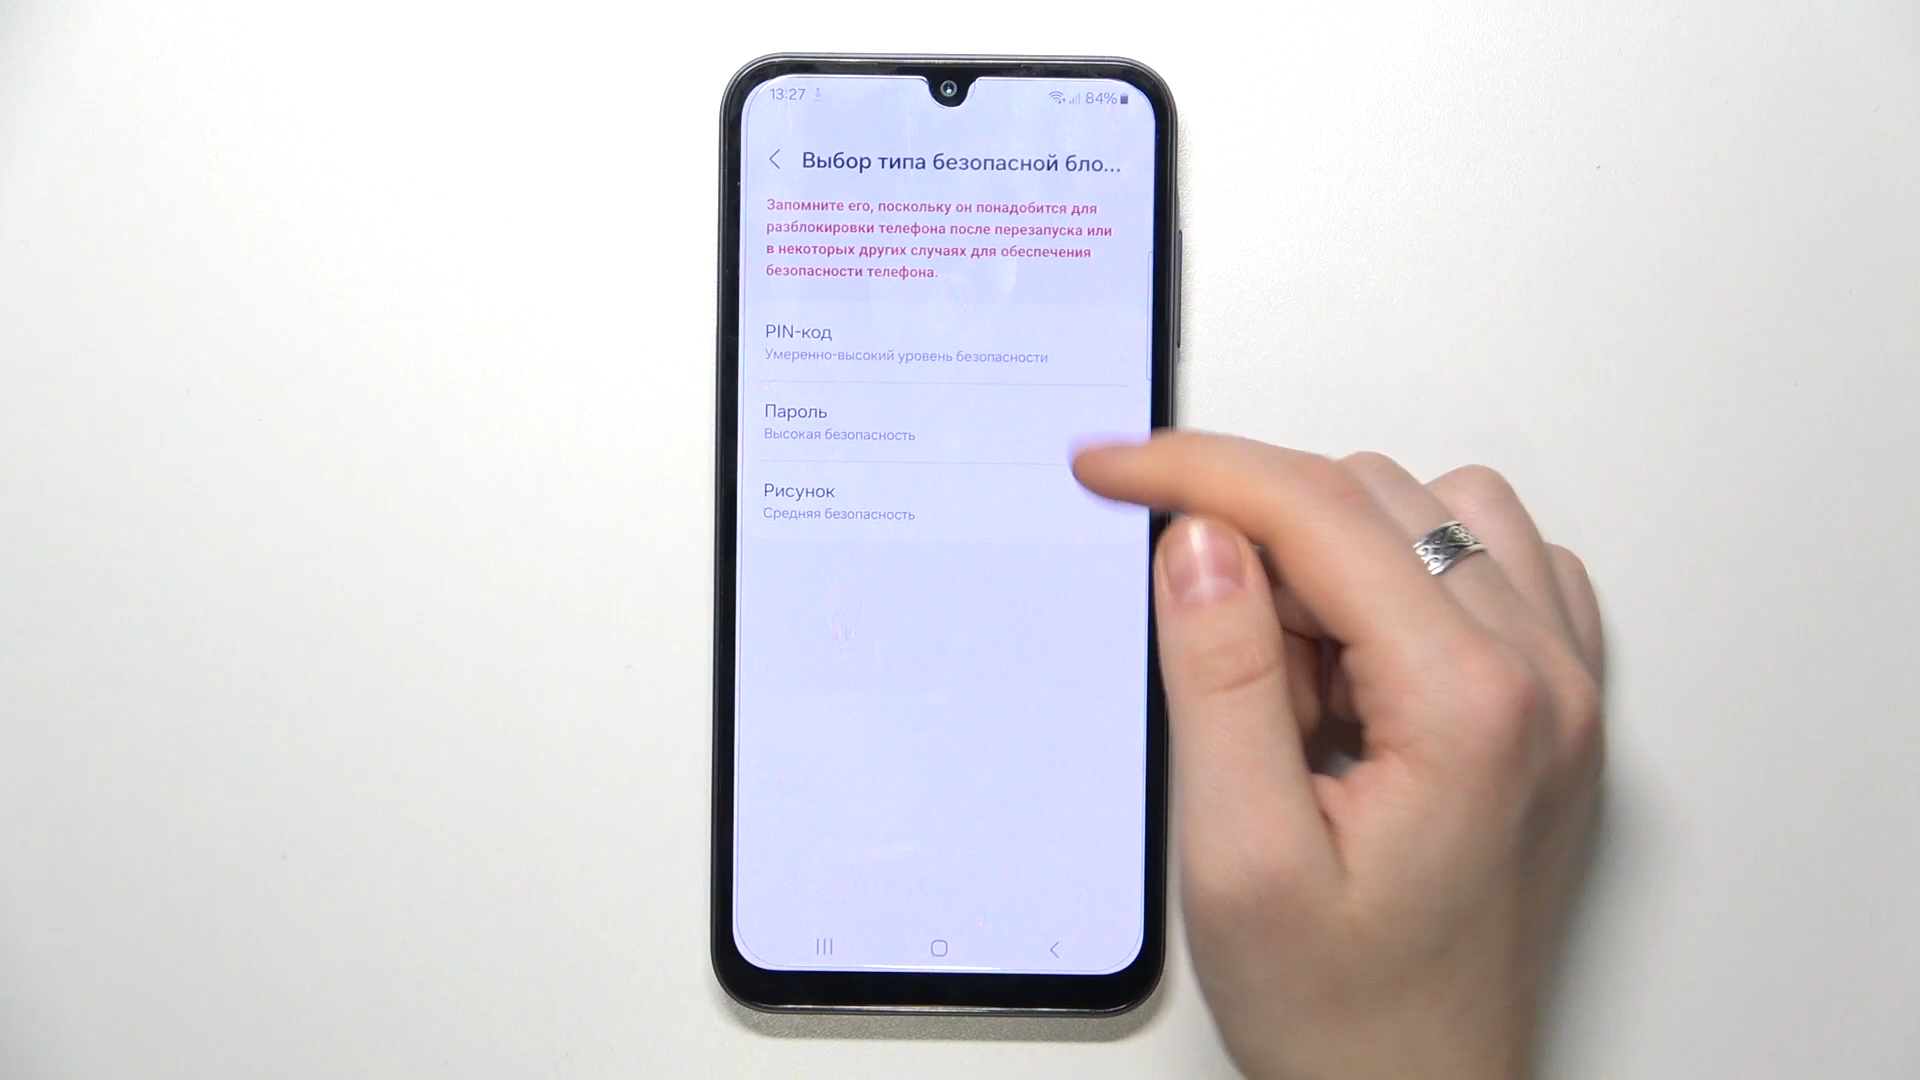 13:27
84%
Выбор типа безопасной бло...
Запомните его, поскольку он понадобится для
разблокировки телефона после перезапуска или
в некоторых других случаях для обеспечения
безопасности телефона.
PIN-код
Умеренно-высокий уровень безопасности
Пароль
Высокая безопасность
Рисунок
Средняя безопасность